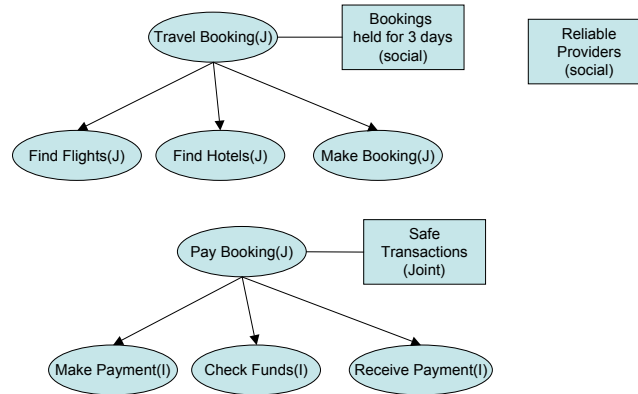 Travel Booking(J)
Bookings
held for 3 days
(social)
Reliable
Providers
(social)
Find Flights(J)
Find Hotels(J)
Make Booking(J)
Pay Booking(J)
Safe
Transactions
(Joint)
Make Payment(I)
Check Funds(I)
Receive Payment(I)